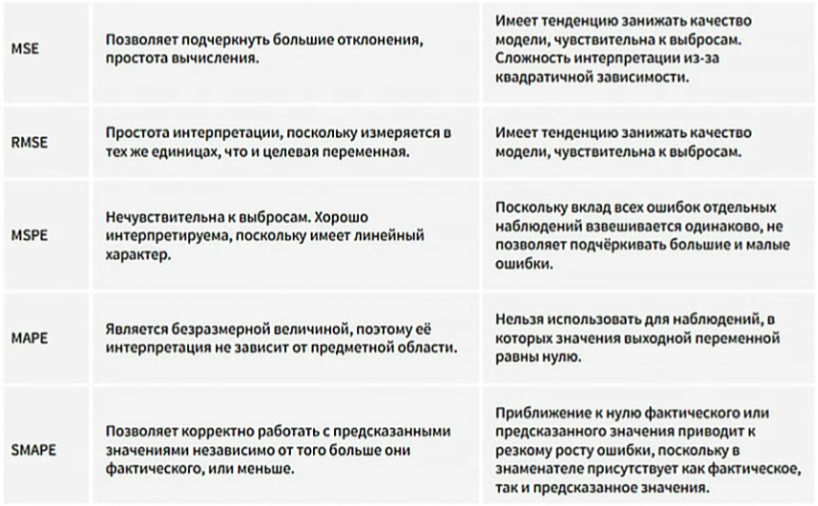 MSE
Позволяет подчеркнуть большие отклонения,
простота вычисления.
Имеет тенденцию занижать качество
модели, чувствительна к выбросам.
Сложность интерпретации из-за
квадратичной зависимости.
RMSE
Простота интерпретации, поскольку измеряется в
тех же единицах, что и целевая переменная.
Имеет тенденцию занижать качество
модели, чувствительна к выбросам.
MSPE
Нечувствительна к выбросам. Хорошо
интерпретируема, поскольку имеет линейный
характер.
Поскольку вклад всех ошибок отдельных
наблюдений взвешивается одинаково, не
позволяет подчёркивать большие и малые
ошибки.
MAPE
Является безразмерной величиной, поэтому её
интерпретация не зависит от предметной области.
Нельзя использовать для наблюдений, в
которых значения выходной переменной
равны нулю.
SMAPE
Позволяет корректно работать с предсказанными
значениями независимо от того больше они
фактического, или меньше.
Приближение к нулю фактического или
предсказанного значения приводит к
резкому росту ошибки, поскольку в
знаменателе присутствует как фактическое,
так и предсказанное значения.